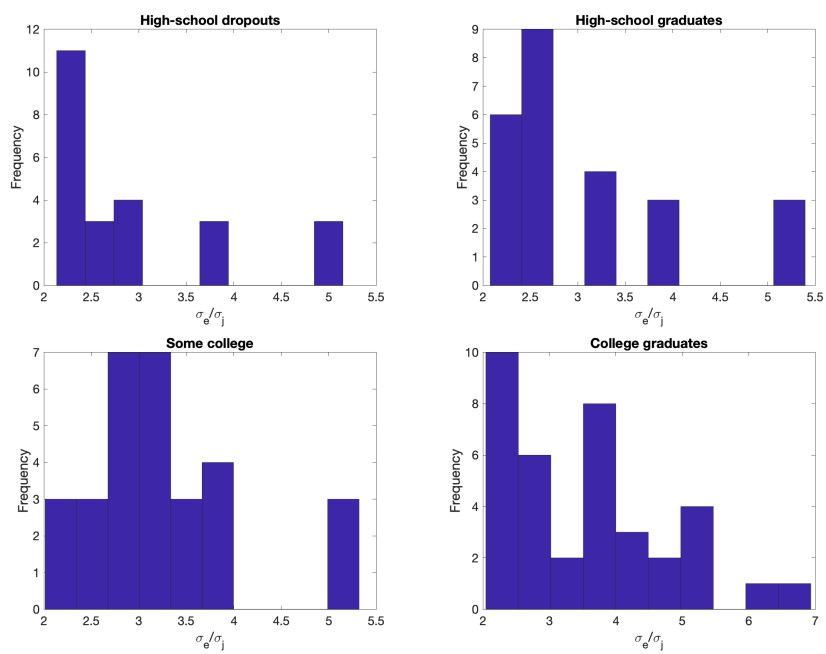 High-school dropouts
12
10
8
6
4
2
0
Frequency
2 2.5 3 3.5 4 4.5 5 5.5
σe/σj
High-school graduates
9
8
7
6
5
4
3
2
1
0
Frequency
2 2.5 3 3.5 4 4.5 5 5.5
σe/σj
Some college
7
6
5
4
3
2
1
0
Frequency
2 2.5 3 3.5 4 4.5 5 5.5
σe/σj
College graduates
10
8
6
4
2
0
Frequency
2 3 4 5 6 7
σe/σj